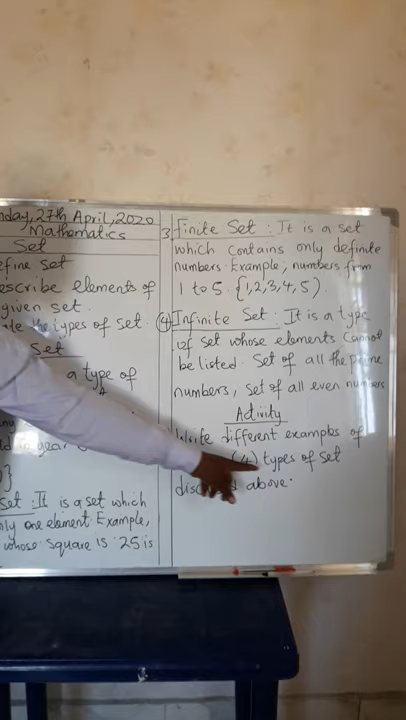 nday, 27th April, 2020
Mathematics
Set
efine Set
escribe elements of
given set.
the types of set.
Set
a type of
in year
}
Set: It is a set which
nly one element. Example,
whose square is 25 is
3. Finite Set: It is a set
which contains only definite
numbers. Example, numbers from
1 to 5. {1,2,3,4,5}.
(4) Infinite Set: It is a type
of set whose elements cannot
be listed. Set of all the prime
numbers, Set of all even numbers
Activity
Write different examples of
(4) types of set
above.